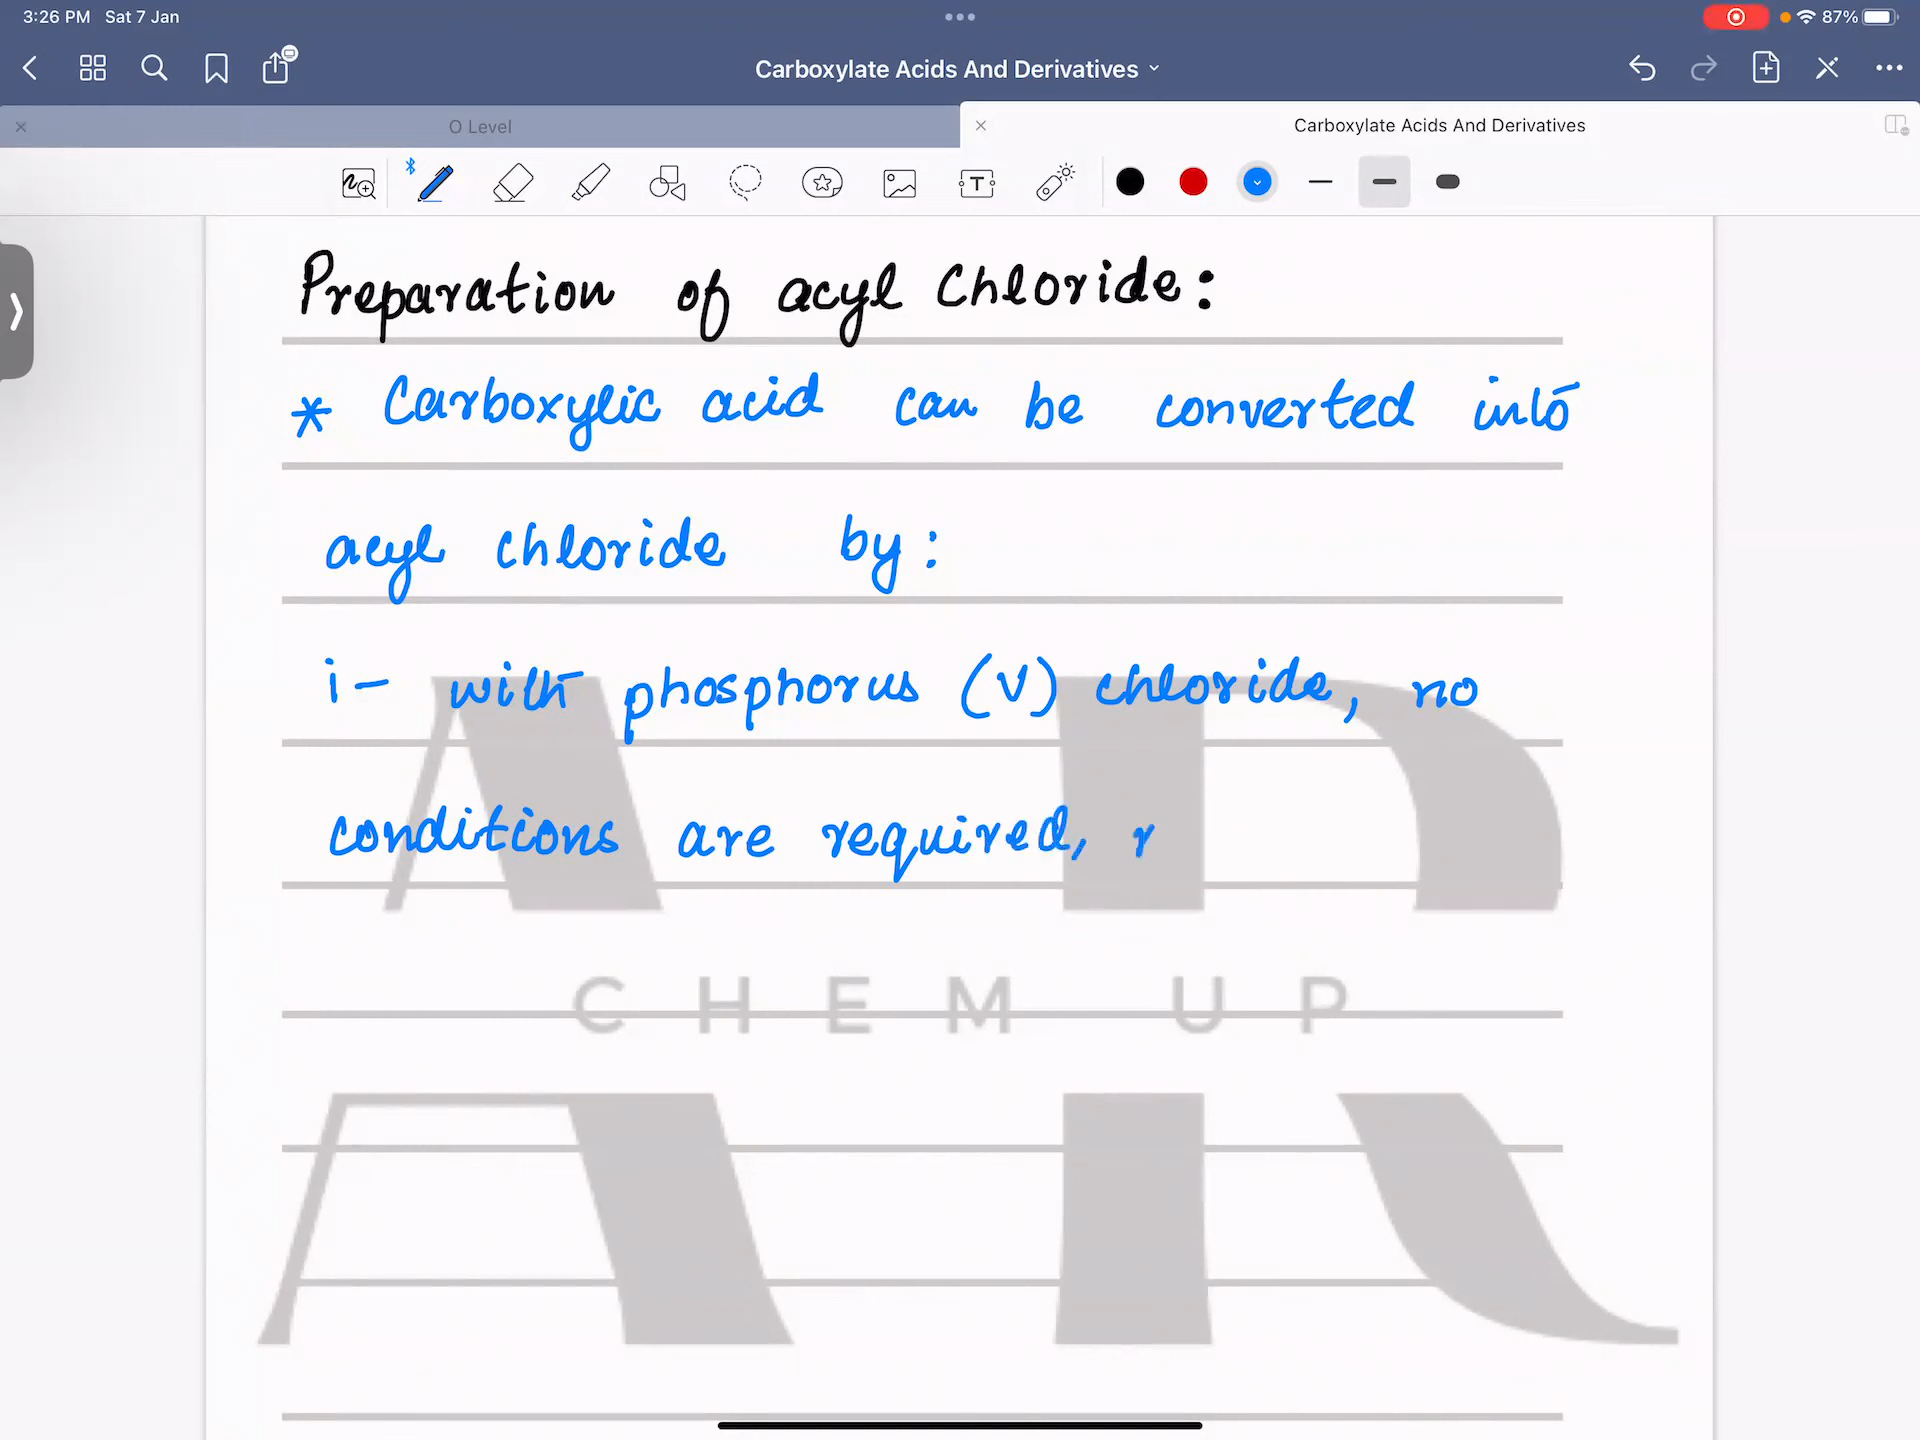 3:26 PM Sat 7 Jan
87%
Carboxylate Acids And Derivatives
O Level
Carboxylate Acids And Derivatives
T
Preparation of acyl Chloride:
* Carboxylic acid can be converted into
acyl chloride by:
i- with phosphorus (V) chloride, no
conditions are required, r
CHEM UP
AR